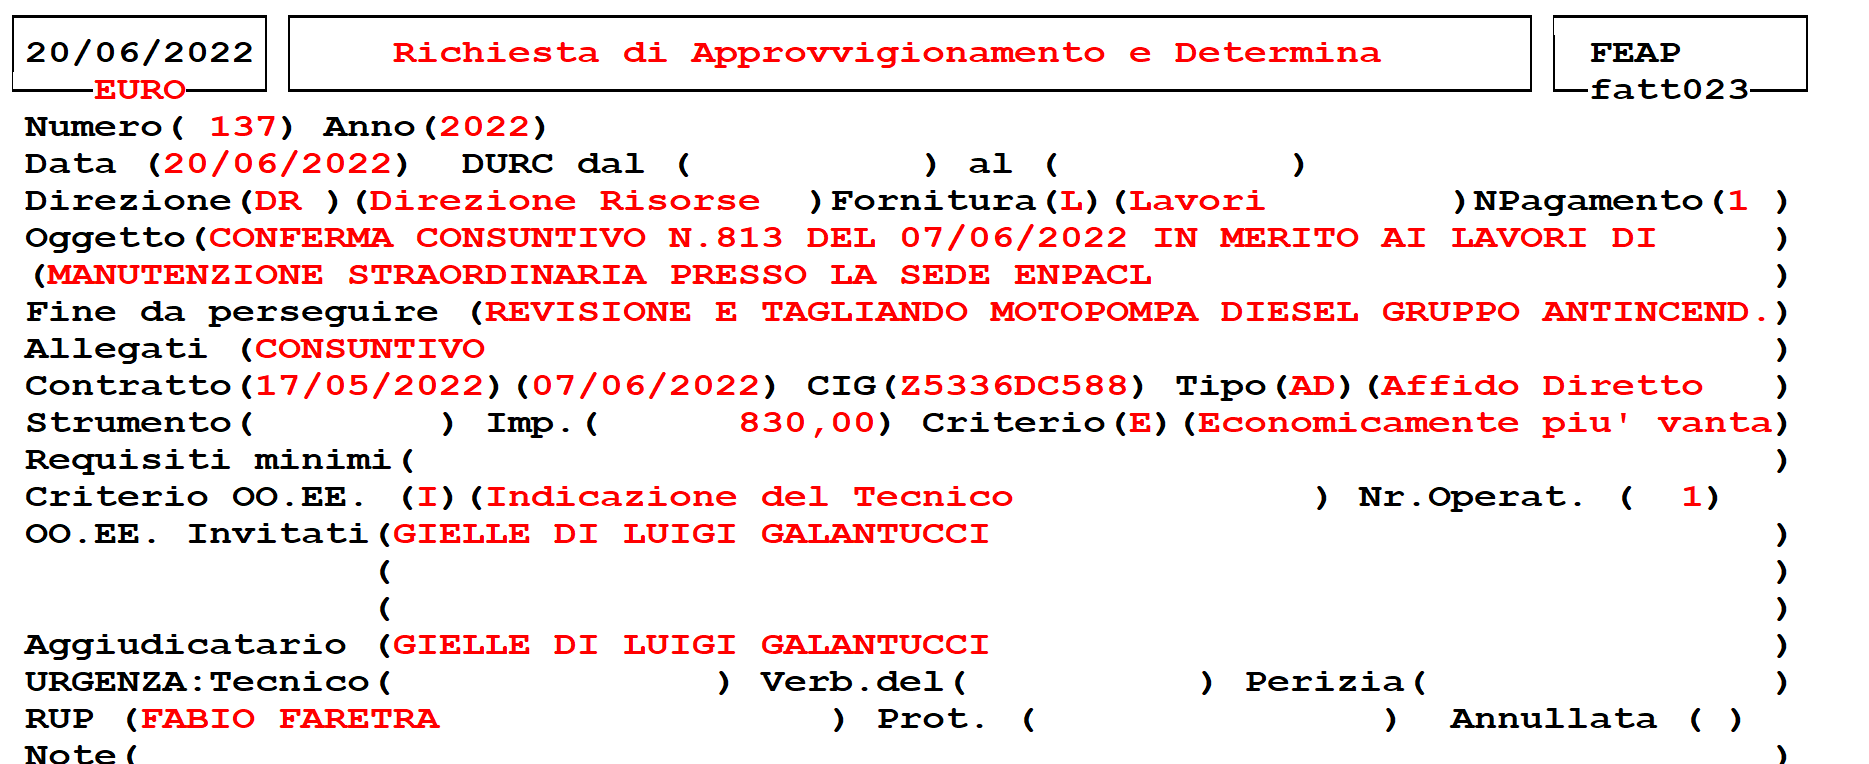 20/06/2022 Richiesta di Approvvigionamento e Determina FEAP
EURO fatt023
Numero( 137) Anno(2022)
Data (20/06/2022) DURC dal ( ) al ( )
Direzione(DR )(Direzione Risorse )Fornitura(L)(Lavori )NPagamento(1 )
Oggetto(CONFERMA CONSUNTIVO N.813 DEL 07/06/2022 IN MERITO AI LAVORI DI )
(MANUTENZIONE STRAORDINARIA PRESSO LA SEDE ENPACL )
Fine da perseguire (REVISIONE E TAGLIANDO MOTOPOMPA DIESEL GRUPPO ANTINCEND.)
Allegati (CONSUNTIVO )
Contratto(17/05/2022)(07/06/2022) CIG(Z5336DC588) Tipo(AD)(Affido Diretto )
Strumento( ) Imp.( 830,00) Criterio(E)(Economicamente piu' vanta)
Requisiti minimi( )
Criterio OO.EE. (I)(Indicazione del Tecnico ) Nr.Operat. ( 1)
OO.EE. Invitati(GIELLE DI LUIGI GALANTUCCI )
( )
( )
Aggiudicatario (GIELLE DI LUIGI GALANTUCCI )
URGENZA:Tecnico( ) Verb.del( ) Perizia( )
RUP (FABIO FARETRA ) Prot. ( ) Annullata ( )
Note( )